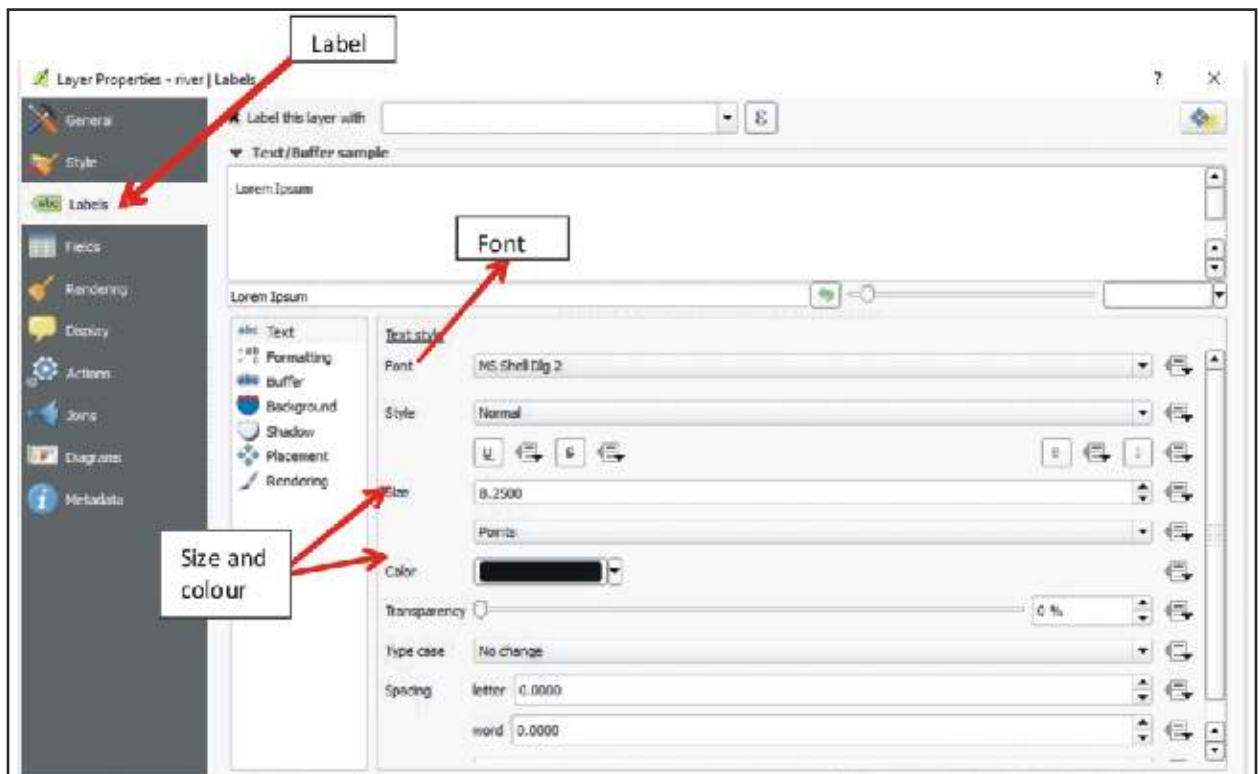 Label
Layer Properties - river | Labels
?
General
Label this layer with
ε
Style
Text/Buffer sample
Labels
Lorem Ipsum
Fields
Font
Rendering
Lorem Ipsum
Display
abc Text
Text style
Formatting
Font
MS Shell Dlg 2
Actions
Buffer
Background
Style
Normal
Joins
Shadow
U
S
B
I
Diagrams
Placement
Rendering
Size
8.2500
Metadata
Points
Size and
colour
Color
Transparency
0 %
Type case
No change
Spacing
letter
0.0000
word
0.0000